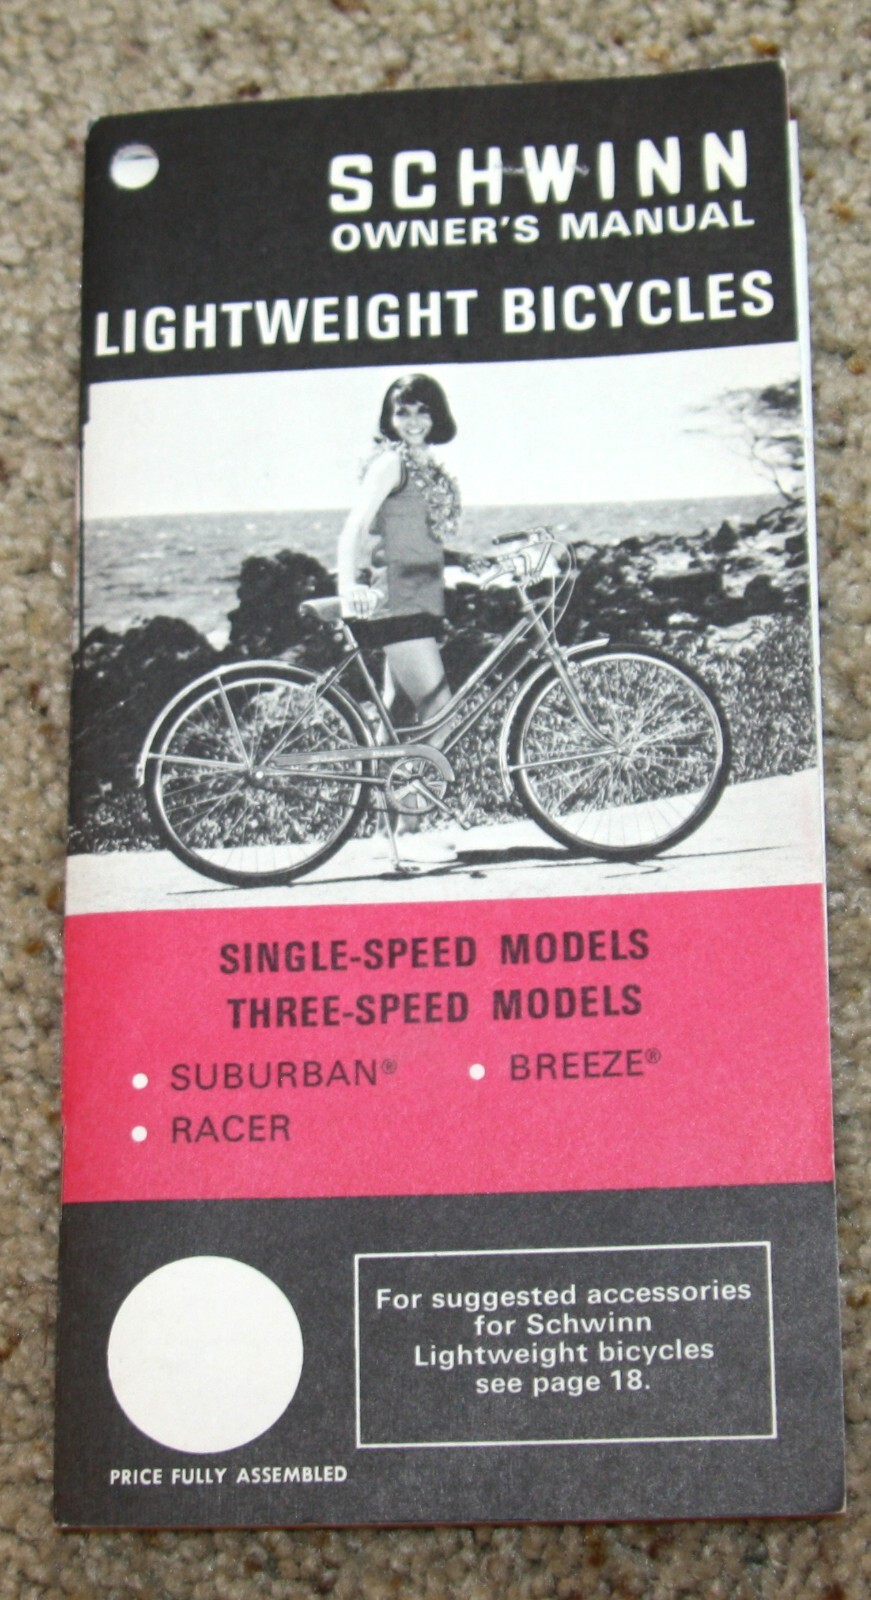 SCHWINN
OWNER'S MANUAL
LIGHTWEIGHT BICYCLES
Breeze
SINGLE-SPEED MODELS
THREE-SPEED MODELS
• SUBURBAN® • BREEZE®
• RACER
For suggested accessories
for Schwinn
Lightweight bicycles
see page 18.
PRICE FULLY ASSEMBLED